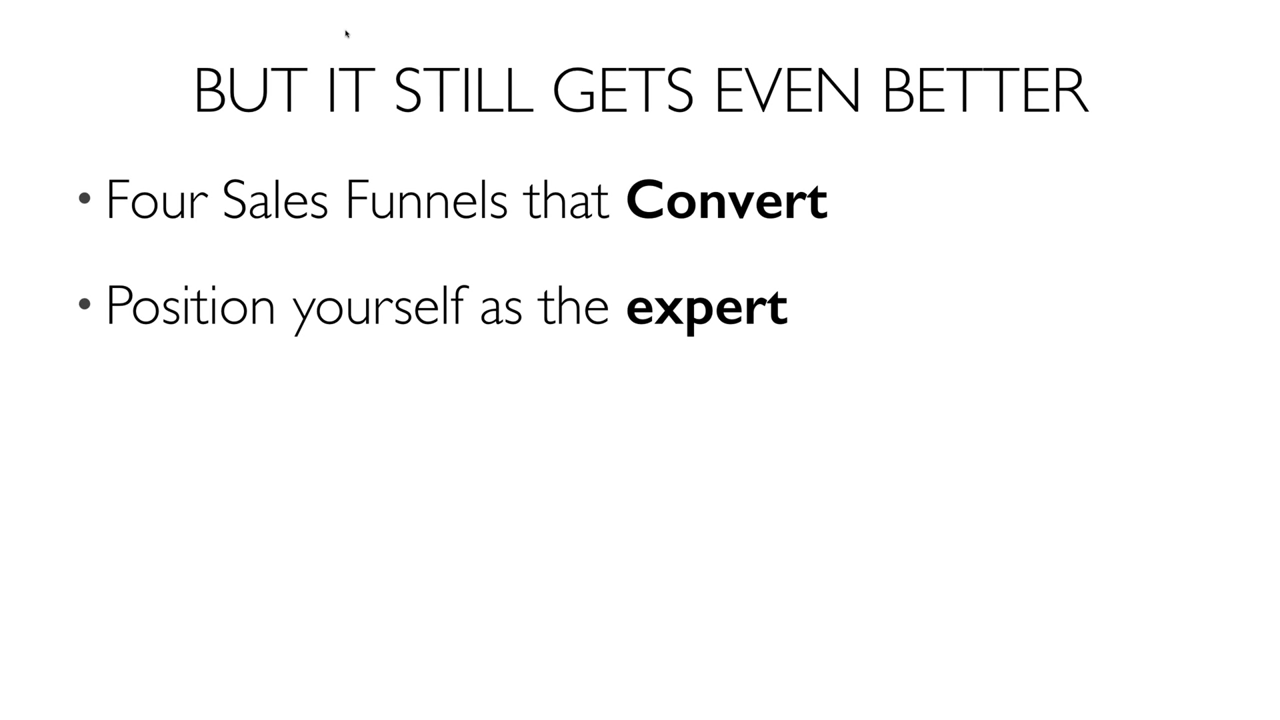 BUT IT STILL GETS EVEN BETTER
• Four Sales Funnels that Convert
• Position yourself as the expert